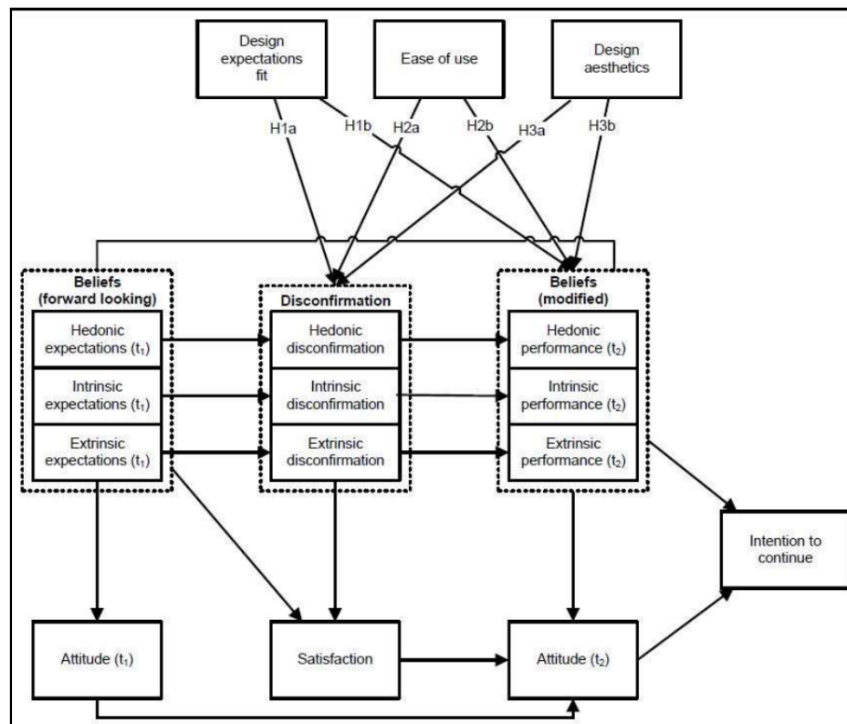 Design
expectations
fit
Ease of use
Design
aesthetics
H1a
H1b
H2a
H2b
H3a
H3b
Beliefs
(forward looking)
Hedonic
expectations (t₁)
Intrinsic
expectations (t₁)
Extrinsic
expectations (t₁)
Disconfirmation
Hedonic
disconfirmation
Intrinsic
disconfirmation
Extrinsic
disconfirmation
Beliefs
(modified)
Hedonic
performance (t₂)
Intrinsic
performance (t₂)
Extrinsic
performance (t₂)
Intention to
continue
Attitude (t₁)
Satisfaction
Attitude (t₂)